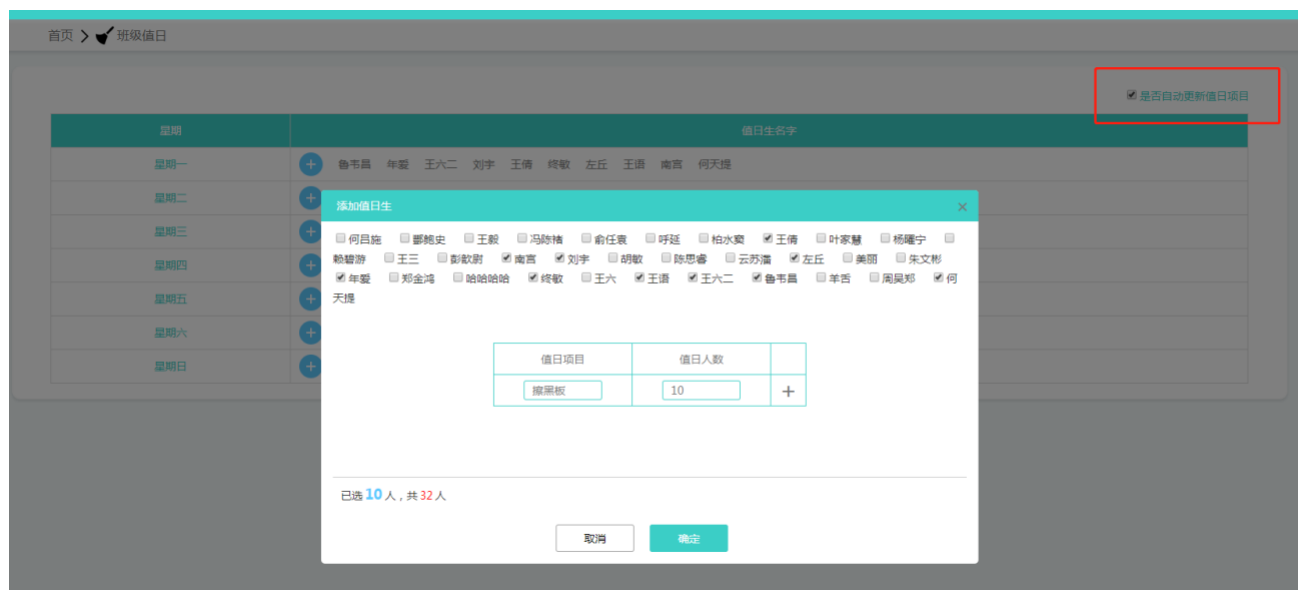 首页 班级值日
是否自动更新值日项目
星期 值日生名字
星期一 鲁韦昌 年爱 王六二 刘宇 王倩 终敏 左丘 王语 南宫 何天提
星期二
星期三
星期四
星期五
星期六
星期日
添加值日生 ×
何吕施 酆鲍史 王毅 冯陈褚 俞任袁 呼延 柏水窦 王倩 叶家慧 杨曙宁
赖碧游 王三 彭歆尉 南宫 刘宇 胡敏 陈思睿 云苏潘 左丘 美丽 朱文彬
年爱 郑金鸿 哈哈哈哈 终敏 王六 王语 王六二 鲁韦昌 羊舌 周吴郑 何
天提
值日项目 值日人数
擦黑板 10 +
已选 10 人，共 32 人
取消 确定